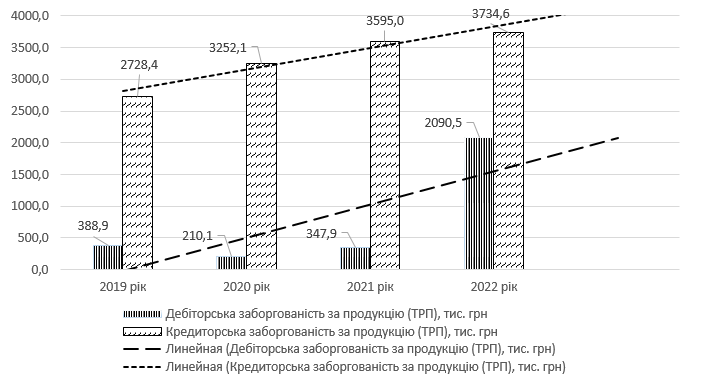 4000,0
3500,0
3000,0
2500,0
2000,0
1500,0
1000,0
500,0
0,0
388,9
2728,4
210,1
3252,1
347,9
3595,0
2090,5
3734,6
2019 рік
2020 рік
2021 рік
2022 рік
Дебіторська заборгованість за продукцію (ТРП), тис. грн
Кредиторська заборгованість за продукцію (ТРП), тис. грн
Линейная (Дебіторська заборгованість за продукцію (ТРП), тис. грн)
Линейная (Кредиторська заборгованість за продукцію (ТРП), тис. грн)